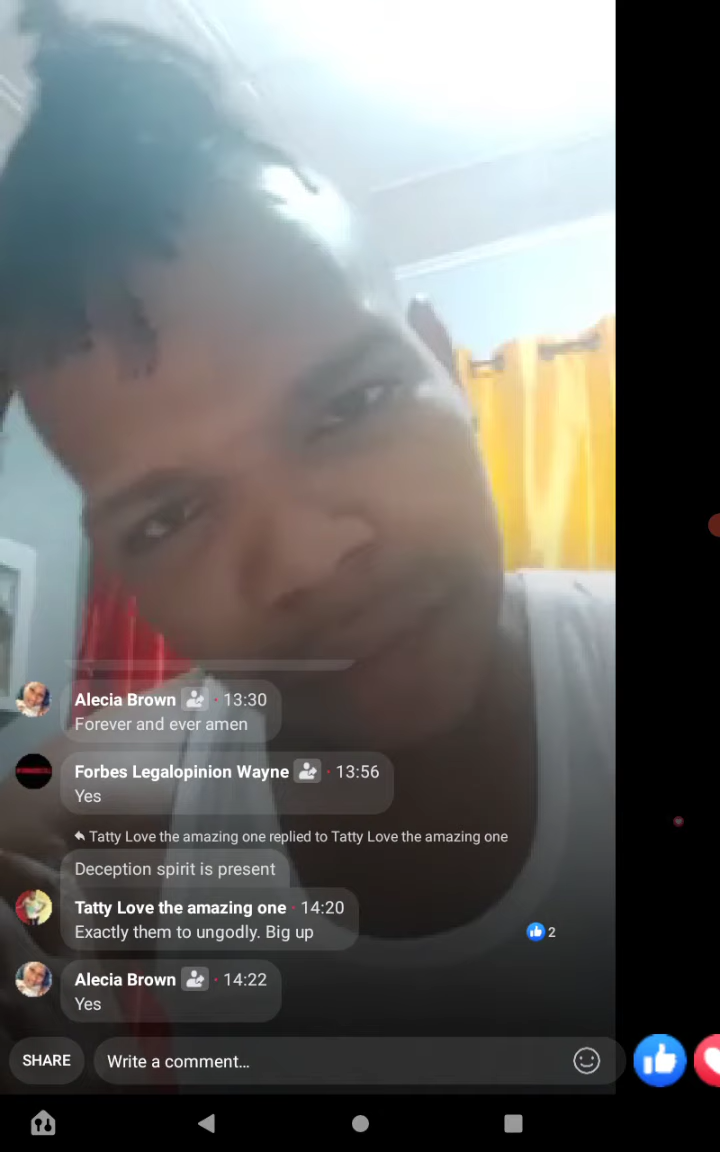 Alecia Brown · 13:30
Forever and ever amen
Forbes Legalopinion Wayne · 13:56
Yes
Tatty Love the amazing one replied to Tatty Love the amazing one
Deception spirit is present
Tatty Love the amazing one · 14:20
Exactly them to ungodly. Big up
2
Alecia Brown · 14:22
Yes
SHARE
Write a comment...